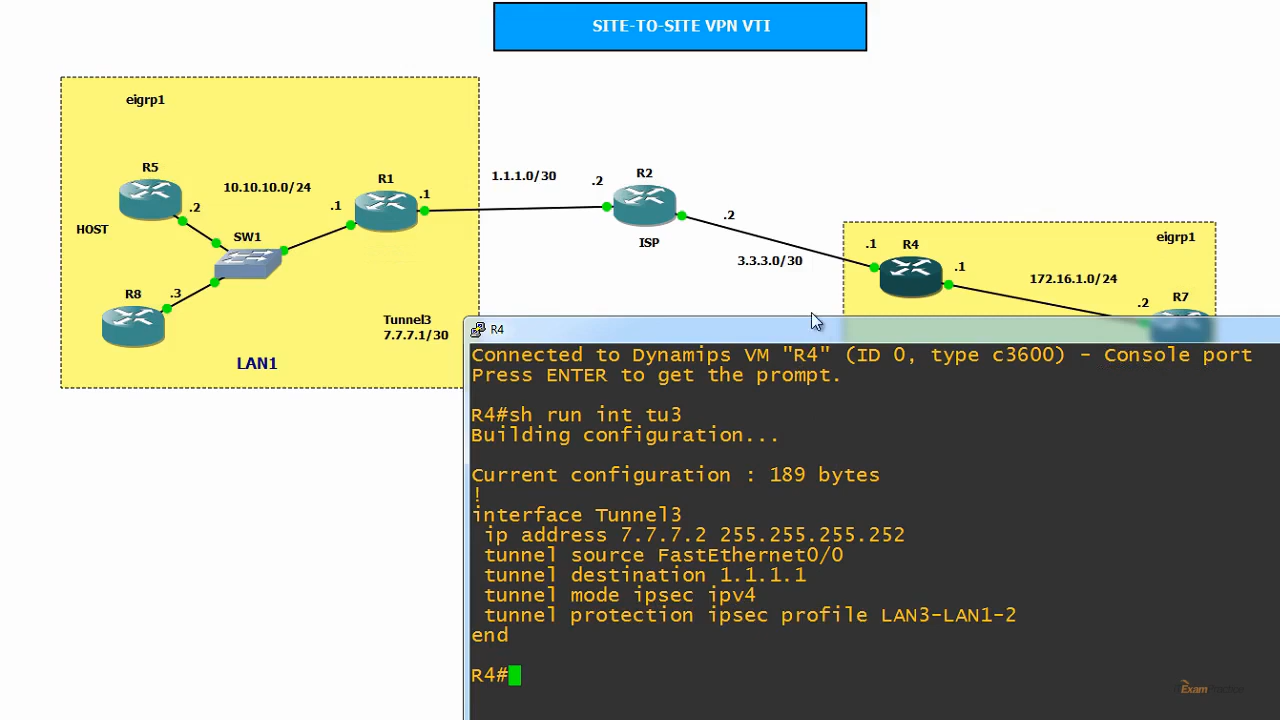 SITE-TO-SITE VPN VTI
eigrp1
R5
10.10.10.0/24
R1
.1
.1
.2
HOST
SW1
R8
.3
Tunnel3
7.7.7.1/30
LAN1
1.1.1.0/30
.2
R2
ISP
.2
3.3.3.0/30
eigrp1
.1
R4
.1
172.16.1.0/24
.2
R7
R4
Connected to Dynamips VM "R4" (ID 0, type c3600) - Console port
Press ENTER to get the prompt.
R4#sh run int tu3
Building configuration...
Current configuration : 189 bytes
!
interface Tunnel3
ip address 7.7.7.2 255.255.255.252
tunnel source FastEthernet0/0
tunnel destination 1.1.1.1
tunnel mode ipsec ipv4
tunnel protection ipsec profile LAN3-LAN1-2
end
R4#
Exam